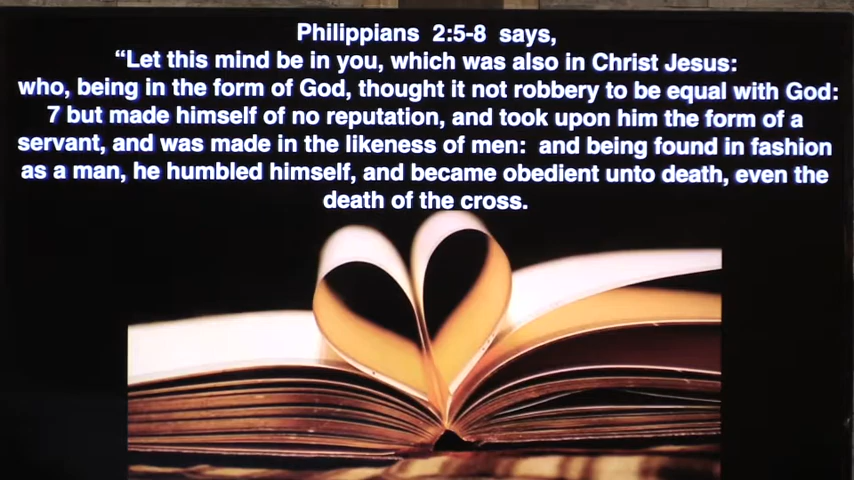 Philippians 2:5-8 says,
“Let this mind be in you, which was also in Christ Jesus:
who, being in the form of God, thought it not robbery to be equal with God:
7 but made himself of no reputation, and took upon him the form of a
servant, and was made in the likeness of men: and being found in fashion
as a man, he humbled himself, and became obedient unto death, even the
death of the cross.